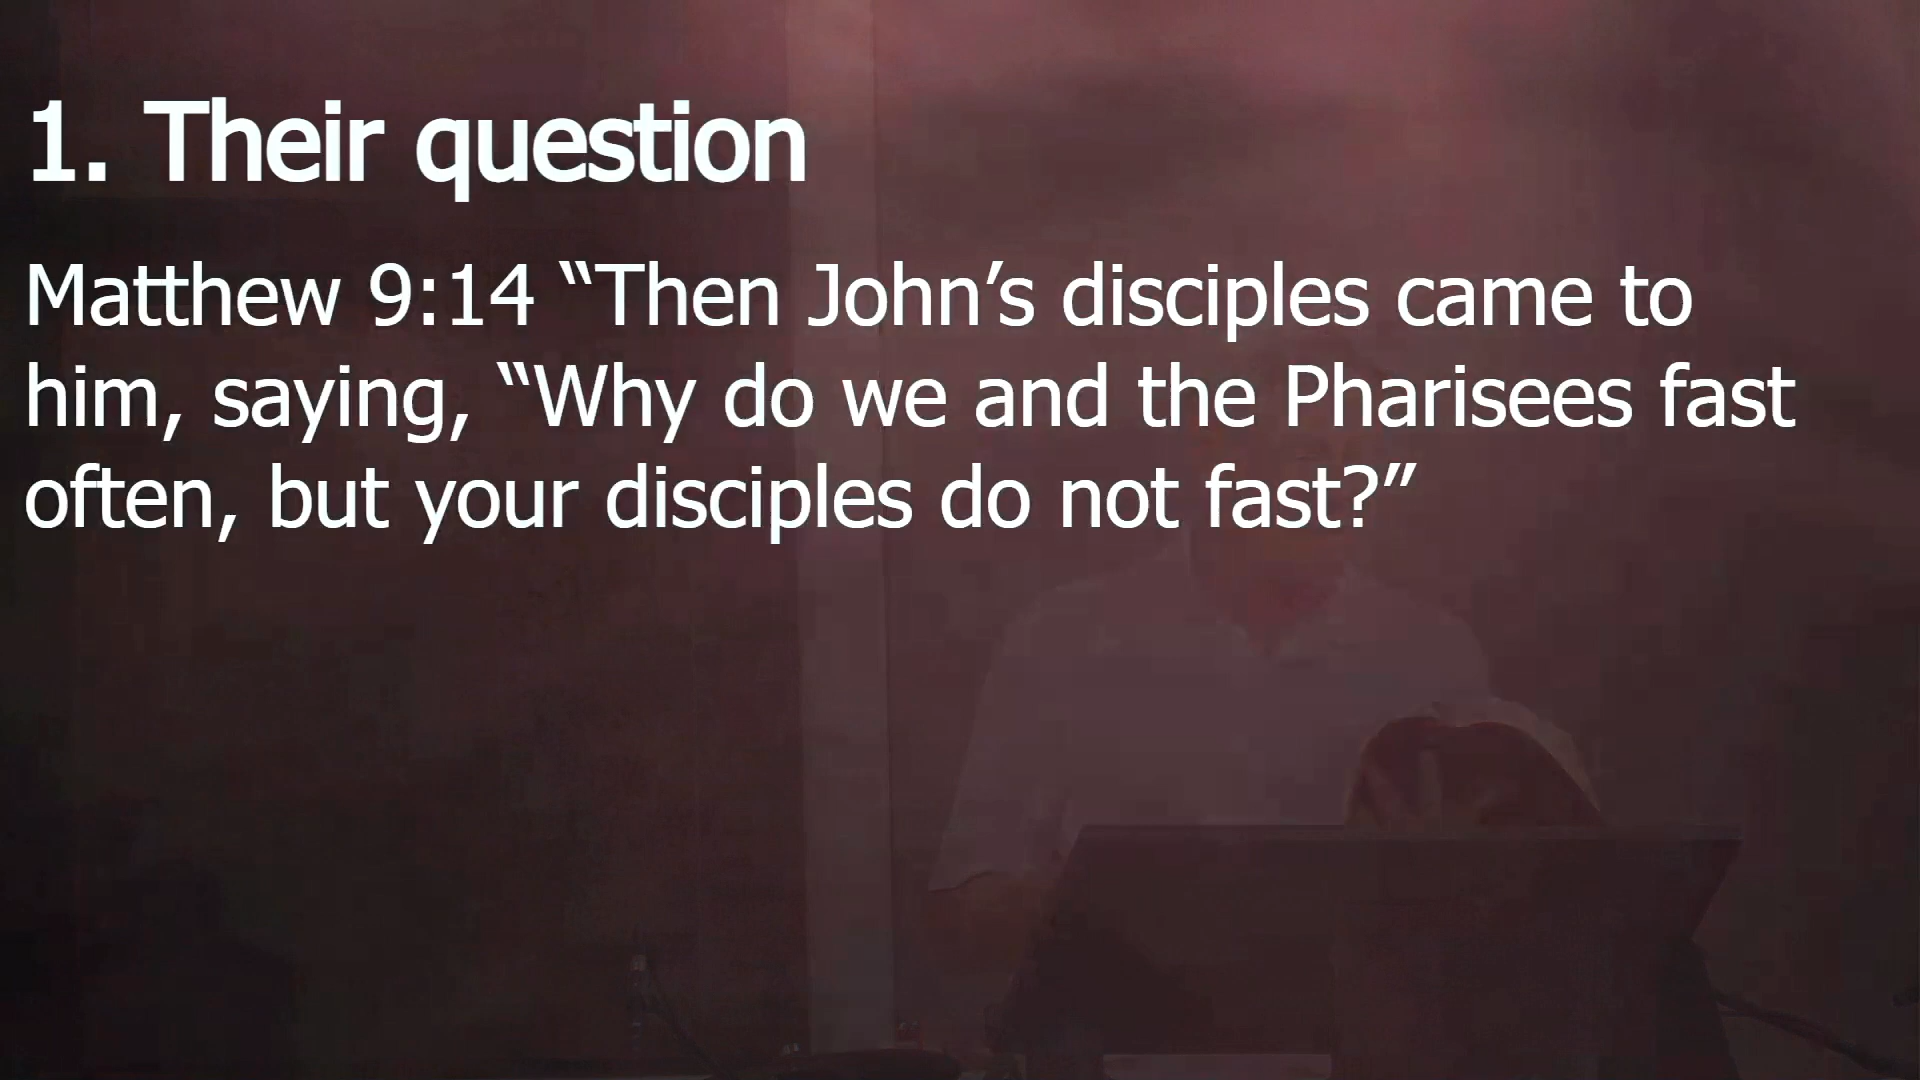 1. Their question
Matthew 9:14 “Then John’s disciples came to
him, saying, “Why do we and the Pharisees fast
often, but your disciples do not fast?”